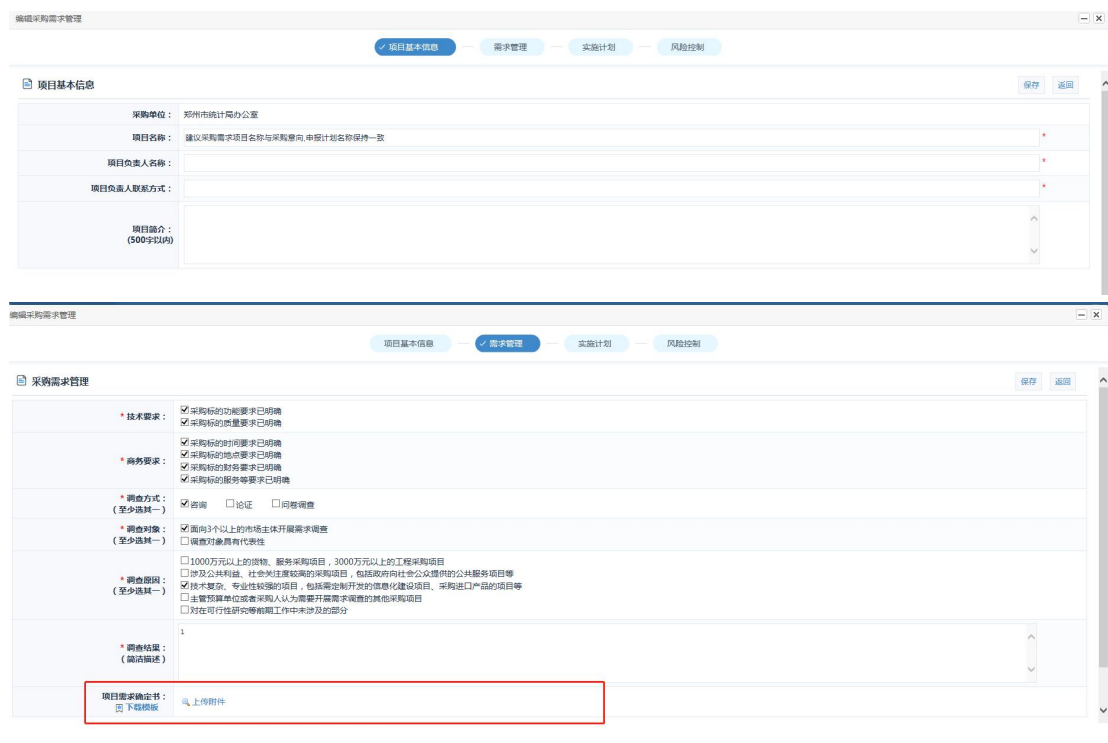 编辑采购需求管理
✓ 项目基本信息 — 需求管理 — 实施计划 — 风险控制
项目基本信息 保存 返回
采购单位： 郑州市统计局办公室
项目名称： 建议采购需求项目名称与采购意向,申报计划名称保持一致 *
项目负责人名称： *
项目负责人联系方式： *
项目简介：
(500字以内)
编辑采购需求管理
项目基本信息 — ✓ 需求管理 — 实施计划 — 风险控制
采购需求管理 保存 返回
* 技术要求： 采购标的功能要求已明确
采购标的质量要求已明确
* 商务要求： 采购标的时间要求已明确
采购标的地点要求已明确
采购标的财务要求已明确
采购标的服务等要求已明确
* 调查方式：
（至少选其一） 咨询 论证 问卷调查
* 调查对象： 面向3个以上的市场主体开展需求调查
（至少选其一） 调查对象具有代表性
* 调查原因：
（至少选其一） 1000万元以上的货物、服务采购项目，3000万元以上的工程采购项目
涉及公共利益、社会关注度较高的采购项目，包括政府向社会公众提供的公共服务项目等
技术复杂、专业性较强的项目，包括需定制开发的信息化建设项目、采购进口产品的项目等
主管预算单位或者采购人认为需要开展需求调查的其他采购项目
对在可行性研究等前期工作中未涉及的部分
* 调查结果：
（简洁描述） 1
项目需求确定书：
下载模板 上传附件